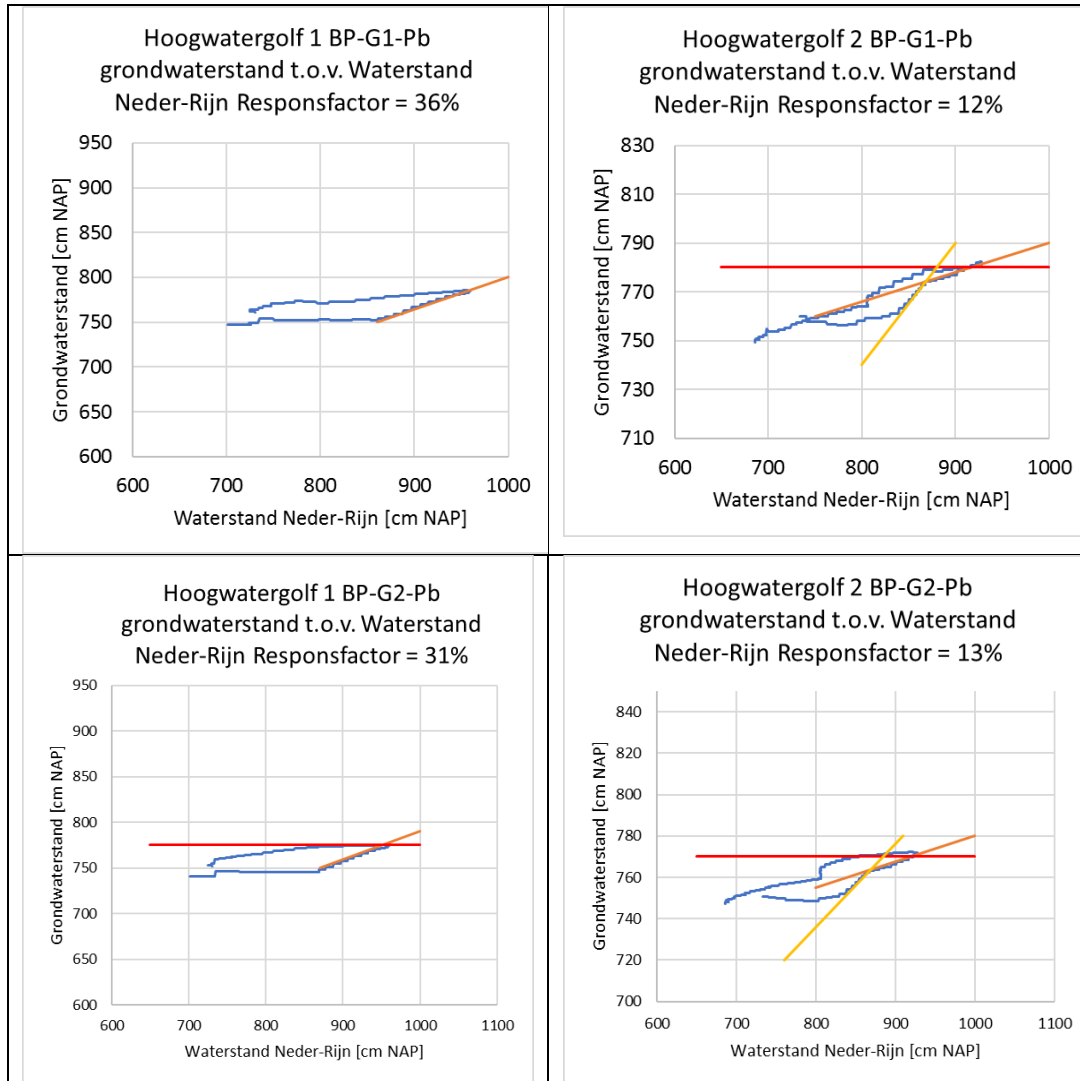 Hoogwatergolf 1 BP-G1-Pb
grondwaterstand t.o.v. Waterstand
Neder-Rijn Responsfactor = 36%
950
900
850
800
750
700
650
600
Grondwaterstand [cm NAP]
600 700 800 900 1000
Waterstand Neder-Rijn [cm NAP]
Hoogwatergolf 2 BP-G1-Pb
grondwaterstand t.o.v. Waterstand
Neder-Rijn Responsfactor = 12%
830
810
790
770
750
730
710
Grondwaterstand [cm NAP]
600 700 800 900 1000
Waterstand Neder-Rijn [cm NAP]
Hoogwatergolf 1 BP-G2-Pb
grondwaterstand t.o.v. Waterstand
Neder-Rijn Responsfactor = 31%
950
900
850
800
750
700
650
600
Grondwaterstand [cm NAP]
600 700 800 900 1000 1100
Waterstand Neder-Rijn [cm NAP]
Hoogwatergolf 2 BP-G2-Pb
grondwaterstand t.o.v. Waterstand
Neder-Rijn Responsfactor = 13%
840
820
800
780
760
740
720
700
Grondwaterstand [cm NAP]
600 700 800 900 1000 1100
Waterstand Neder-Rijn [cm NAP]